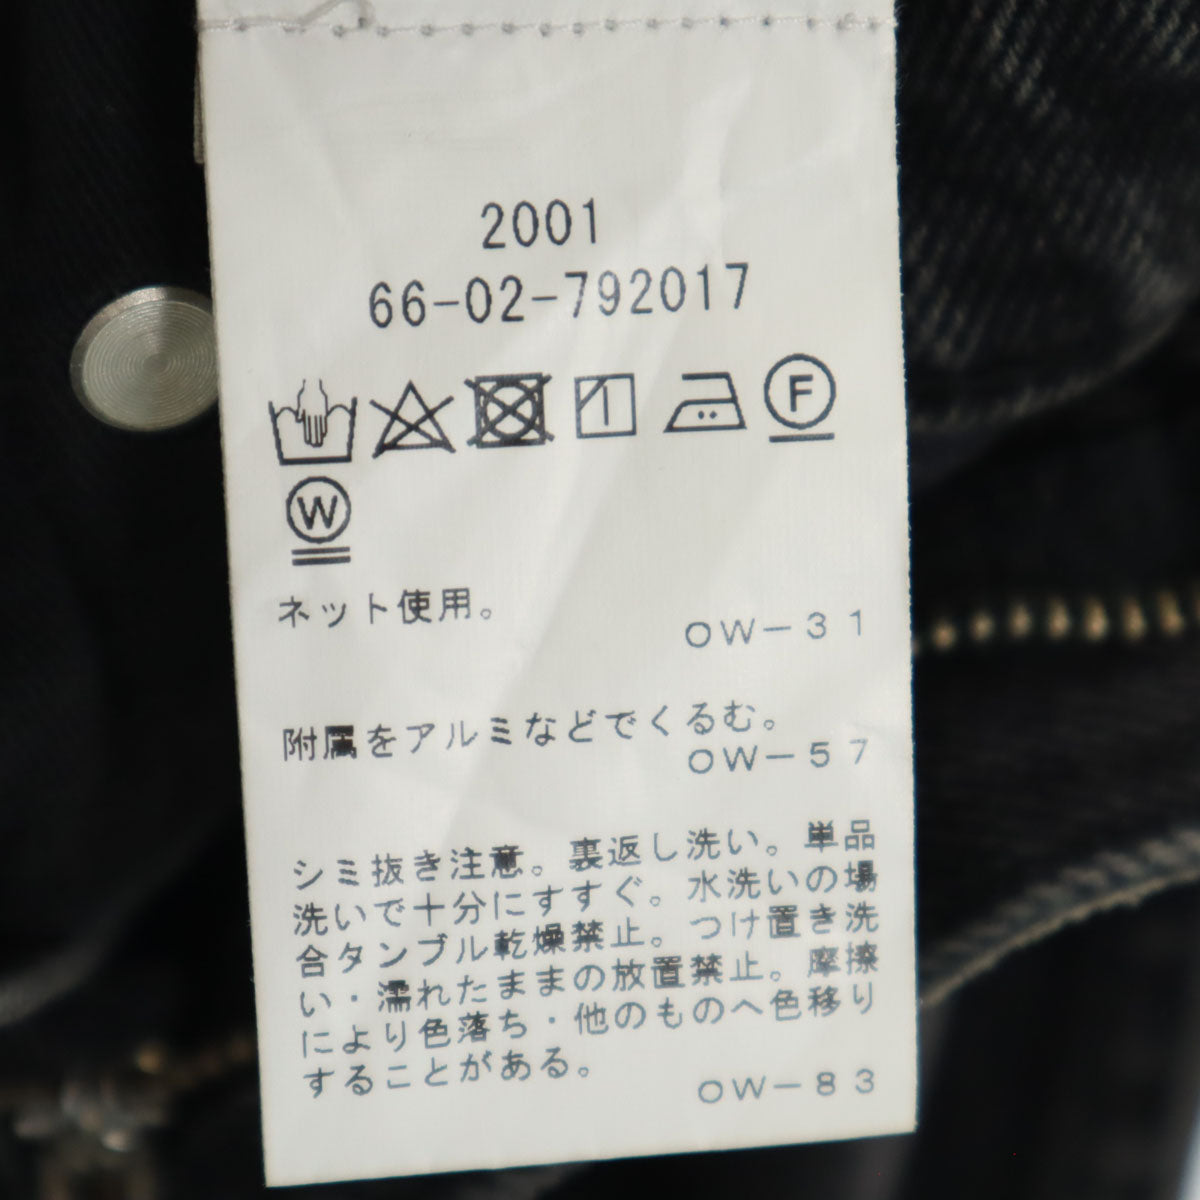 2001
66-02-792017
F
W
ネット使用。
OW-31
附属をアルミなどでくるむ。
OW-57
シミ抜き注意。裏返し洗い。単品
洗いで十分にすすぐ。水洗いの場
合タンブル乾燥禁止。つけ置き洗
い・濡れたままの放置禁止。摩擦
により色落ち・他のものへ色移り
することがある。
OW-83